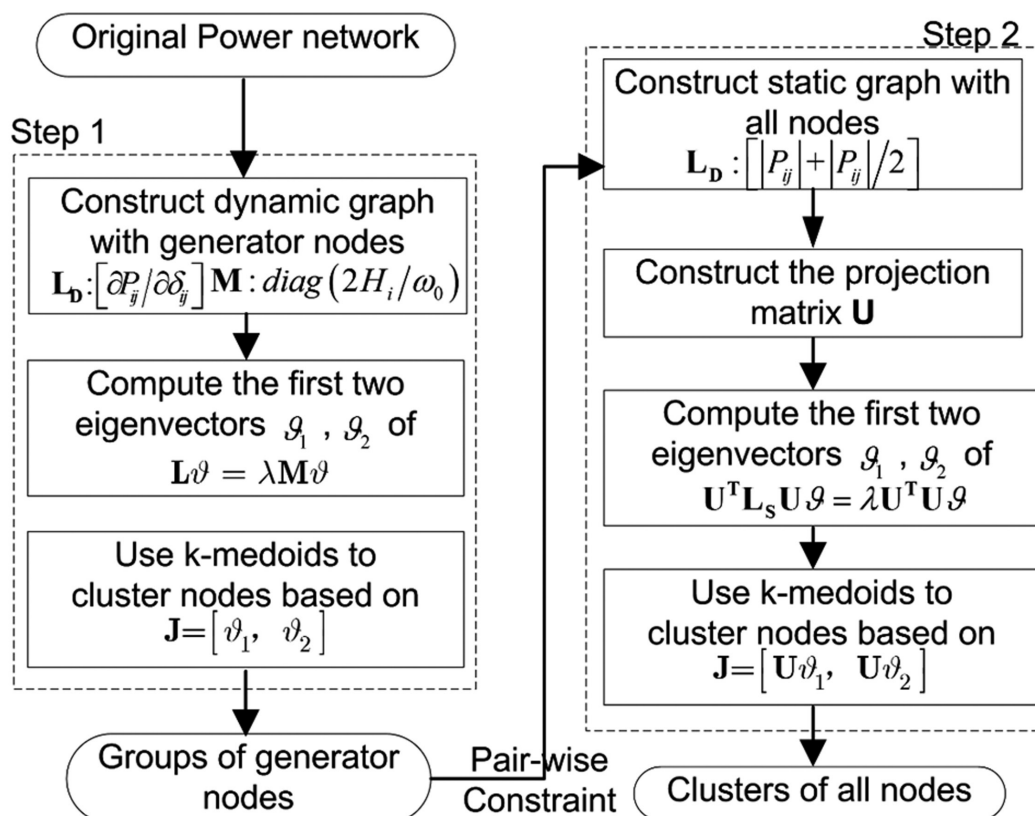 Original Power network
Step 1
Construct dynamic graph
with generator nodes
L_D:[∂P_ij/∂δ_ij] M:diag(2H_i/ω_0)
Compute the first two
eigenvectors ϑ_1 , ϑ_2 of
Lϑ = λMϑ
Use k-medoids to
cluster nodes based on
J=[ϑ_1, ϑ_2]
Groups of generator
nodes
Pair-wise
Constraint
Step 2
Construct static graph with
all nodes
L_D:[|P_ij|+|P_ij|/2]
Construct the projection
matrix U
Compute the first two
eigenvectors ϑ_1 , ϑ_2 of
U^T L_S Uϑ = λU^T Uϑ
Use k-medoids to
cluster nodes based on
J=[Uϑ_1, Uϑ_2]
Clusters of all nodes